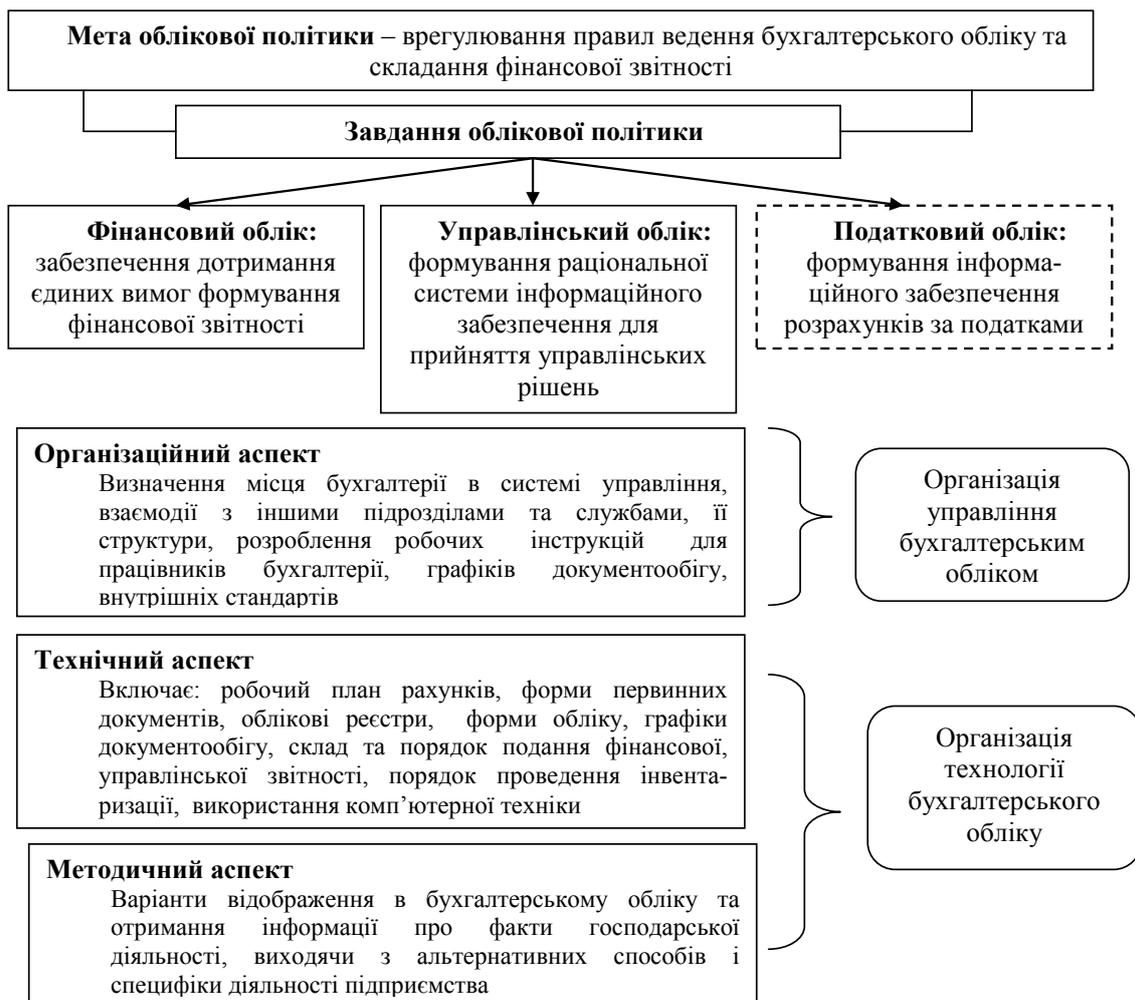 Мета облікової політики – врегулювання правил ведення бухгалтерського обліку та
складання фінансової звітності
Завдання облікової політики
Фінансовий облік:
забезпечення дотримання
єдиних вимог формування
фінансової звітності
Управлінський облік:
формування раціональної
системи інформаційного
забезпечення для
прийняття управлінських
рішень
Податковий облік:
формування інформа-
ційного забезпечення
розрахунків за податками
Організаційний аспект
Визначення місця бухгалтерії в системі управління,
взаємодії з іншими підрозділами та службами, її
структури, розроблення робочих інструкцій для
працівників бухгалтерії, графіків документообігу,
внутрішніх стандартів
Організація
управління
бухгалтерським
обліком
Технічний аспект
Включає: робочий план рахунків, форми первинних
документів, облікові реєстри, форми обліку, графіки
документообігу, склад та порядок подання фінансової,
управлінської звітності, порядок проведення інвента-
ризації, використання комп’ютерної техніки
Організація
технології
бухгалтерського
обліку
Методичний аспект
Варіанти відображення в бухгалтерському обліку та
отримання інформації про факти господарської
діяльності, виходячи з альтернативних способів і
специфіки діяльності підприємства